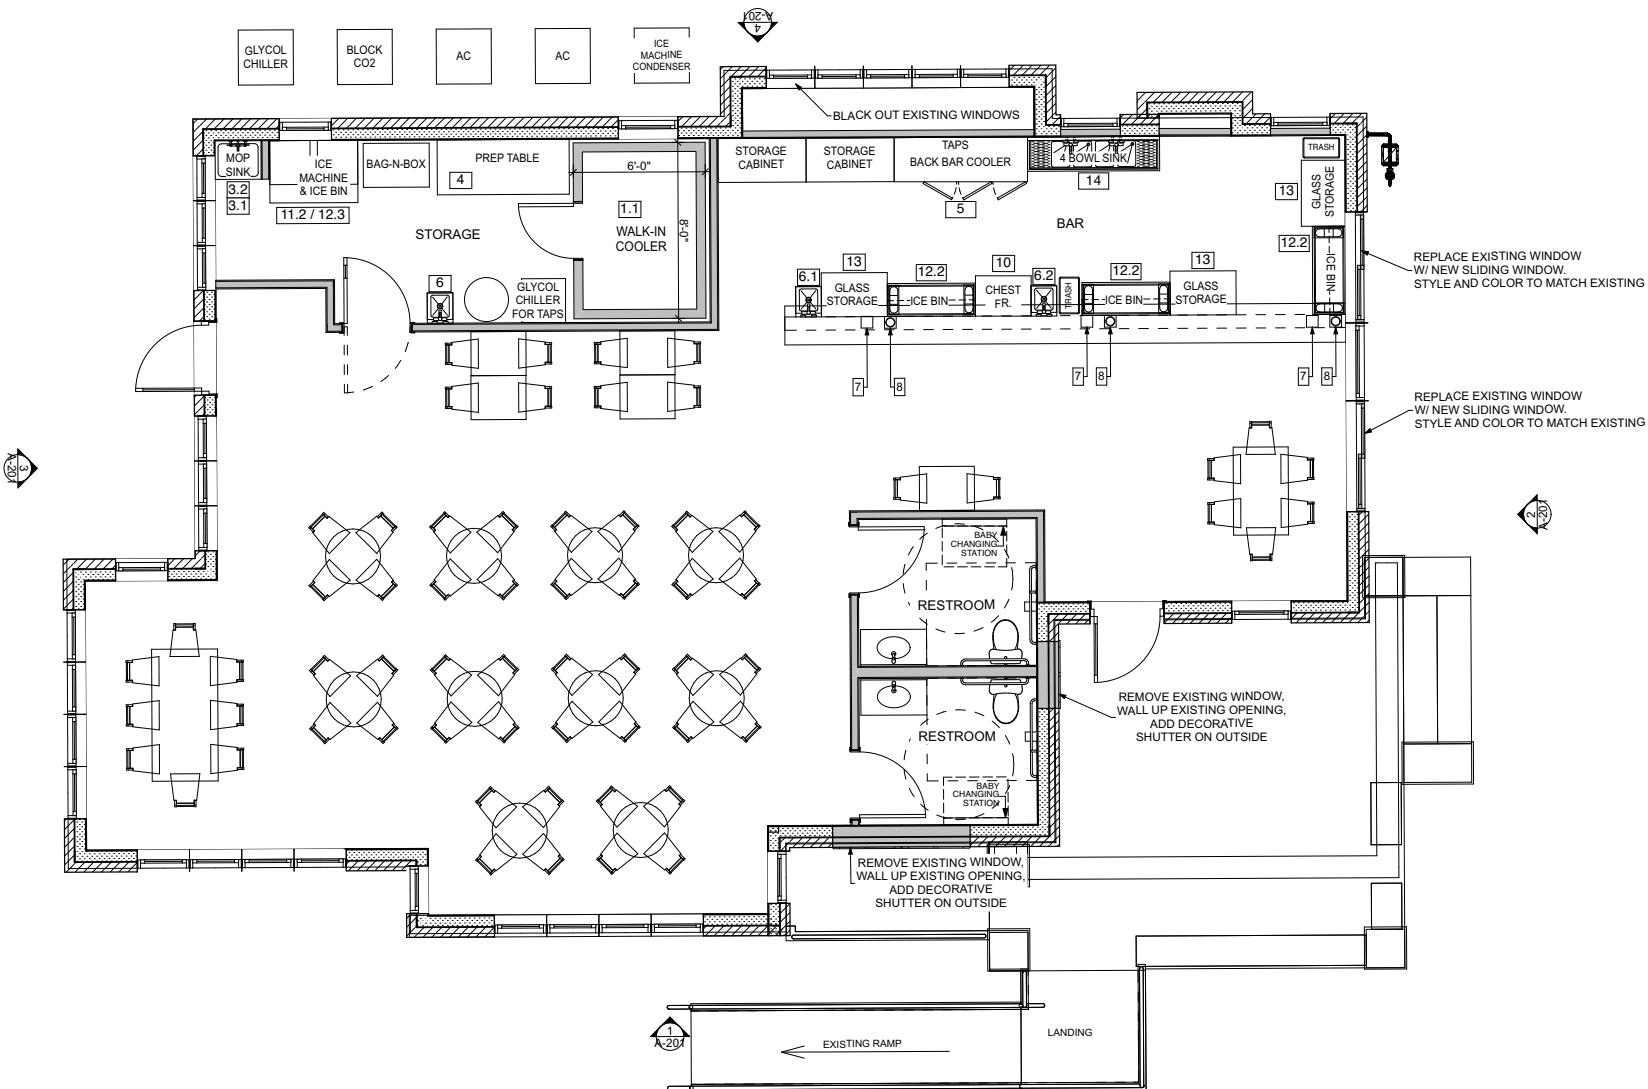 4
A-201
GLYCOL
CHILLER
BLOCK
CO2
AC
AC
ICE
MACHINE
CONDENSER
BLACK OUT EXISTING WINDOWS
MOP
SINK
3.2
3.1
ICE
MACHINE
& ICE BIN
11.2 / 12.3
BAG-N-BOX
PREP TABLE
4
6'-0"
8'-0"
1.1
WALK-IN
COOLER
STORAGE
STORAGE
CABINET
STORAGE
CABINET
TAPS
BACK BAR COOLER
5
4 BOWL SINK
14
BAR
TRASH
13
GLASS
STORAGE
12.2
ICE BIN
6
GLYCOL
CHILLER
FOR TAPS
6.1
13
GLASS
STORAGE
12.2
ICE BIN
10
CHEST
FR.
6.2
TRASH
12.2
ICE BIN
13
GLASS
STORAGE
7
8
7
8
7
8
REPLACE EXISTING WINDOW
W/ NEW SLIDING WINDOW.
STYLE AND COLOR TO MATCH EXISTING
REPLACE EXISTING WINDOW
W/ NEW SLIDING WINDOW.
STYLE AND COLOR TO MATCH EXISTING
3
A-201
2
A-201
BABY
CHANGING
STATION
RESTROOM
RESTROOM
BABY
CHANGING
STATION
REMOVE EXISTING WINDOW,
WALL UP EXISTING OPENING,
ADD DECORATIVE
SHUTTER ON OUTSIDE
REMOVE EXISTING WINDOW,
WALL UP EXISTING OPENING,
ADD DECORATIVE
SHUTTER ON OUTSIDE
1
A-201
EXISTING RAMP
LANDING